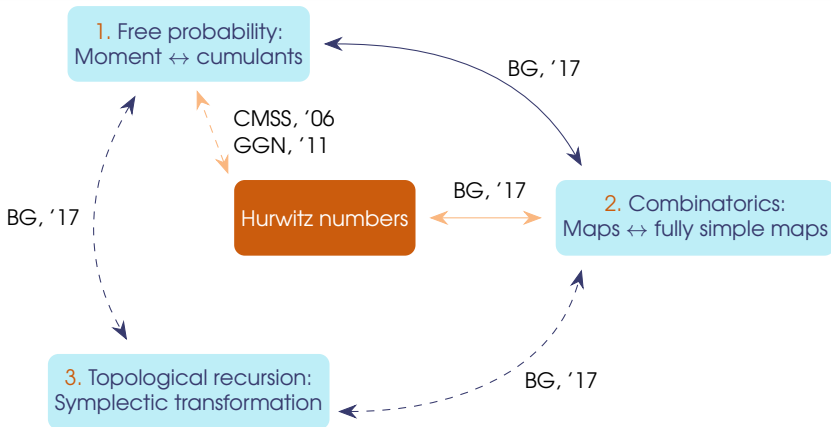 1. Free probability:
Moment ↔ cumulants
BG, '17
CMSS, '06
GGN, '11
BG, '17
BG, '17
Hurwitz numbers
2. Combinatorics:
Maps ↔ fully simple maps
3. Topological recursion:
Symplectic transformation
BG, '17